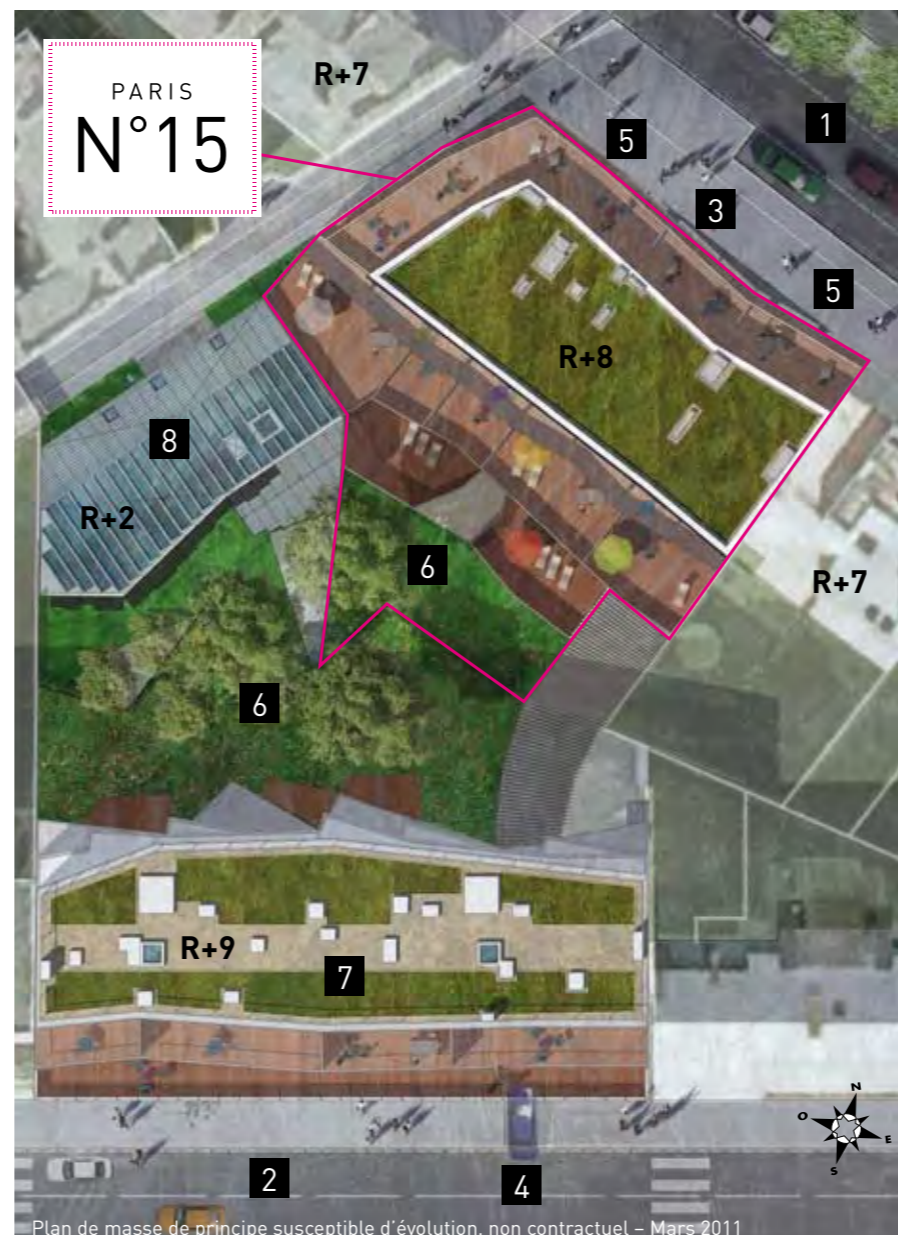 PARIS
N°15
R+7
1
5
3
5
R+8
8
R+2
6
R+7
6
R+9
7
N
O
E
S
2
4
Plan de masse de principe susceptible d'évolution, non contractuel – Mars 2011